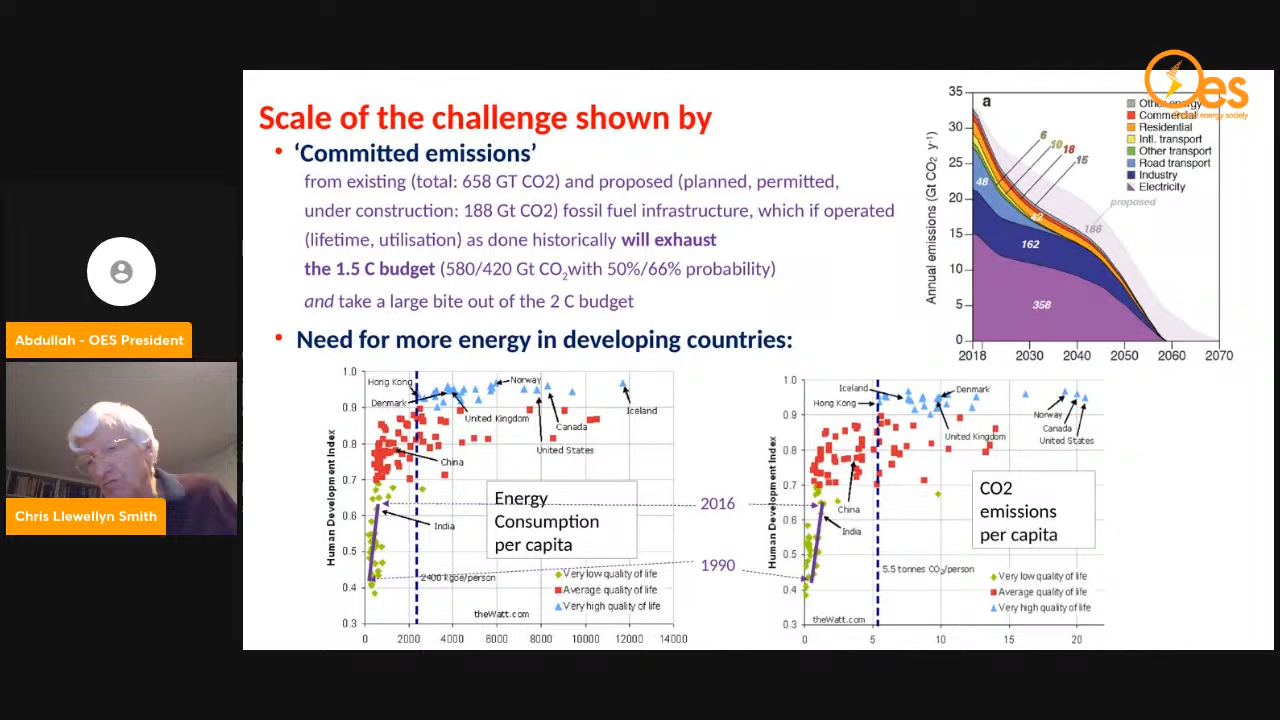 Scale of the challenge shown by
• 'Committed emissions'
from existing (total: 658 GT CO2) and proposed (planned, permitted,
under construction: 188 Gt CO2) fossil fuel infrastructure, which if operated
(lifetime, utilisation) as done historically will exhaust
the 1.5 C budget (580/420 Gt CO2with 50%/66% probability)
and take a large bite out of the 2 C budget
• Need for more energy in developing countries:
Oes
energy society
a
Annual emissions (Gt CO2 y-1)
35
30
25
20
15
10
5
0
2018
2030
2040
2050
2060
2070
Other energy
Commercial
Residential
Intl. transport
Other transport
Road transport
Industry
Electricity
6
10
18
15
48
42
proposed
188
162
358
Abdullah - OES President
Chris Llewellyn Smith
Human Development Index
1.0
0.9
0.8
0.7
0.6
0.5
0.4
0.3
0
2000
4000
6000
8000
10000
12000
14000
Hong Kong
Norway
Denmark
United Kingdom
Iceland
Canada
United States
China
India
Energy
Consumption
per capita
2400 kgoe/person
Very low quality of life
Average quality of life
Very high quality of life
theWatt.com
2016
1990
Human Development Index
1.0
0.9
0.8
0.7
0.6
0.5
0.4
0.3
0
5
10
15
20
Iceland
Denmark
Hong Kong
Norway
Canada
United States
United Kingdom
China
India
CO2
emissions
per capita
5.5 tonnes CO2/person
Very low quality of life
Average quality of life
Very high quality of life
theWatt.com